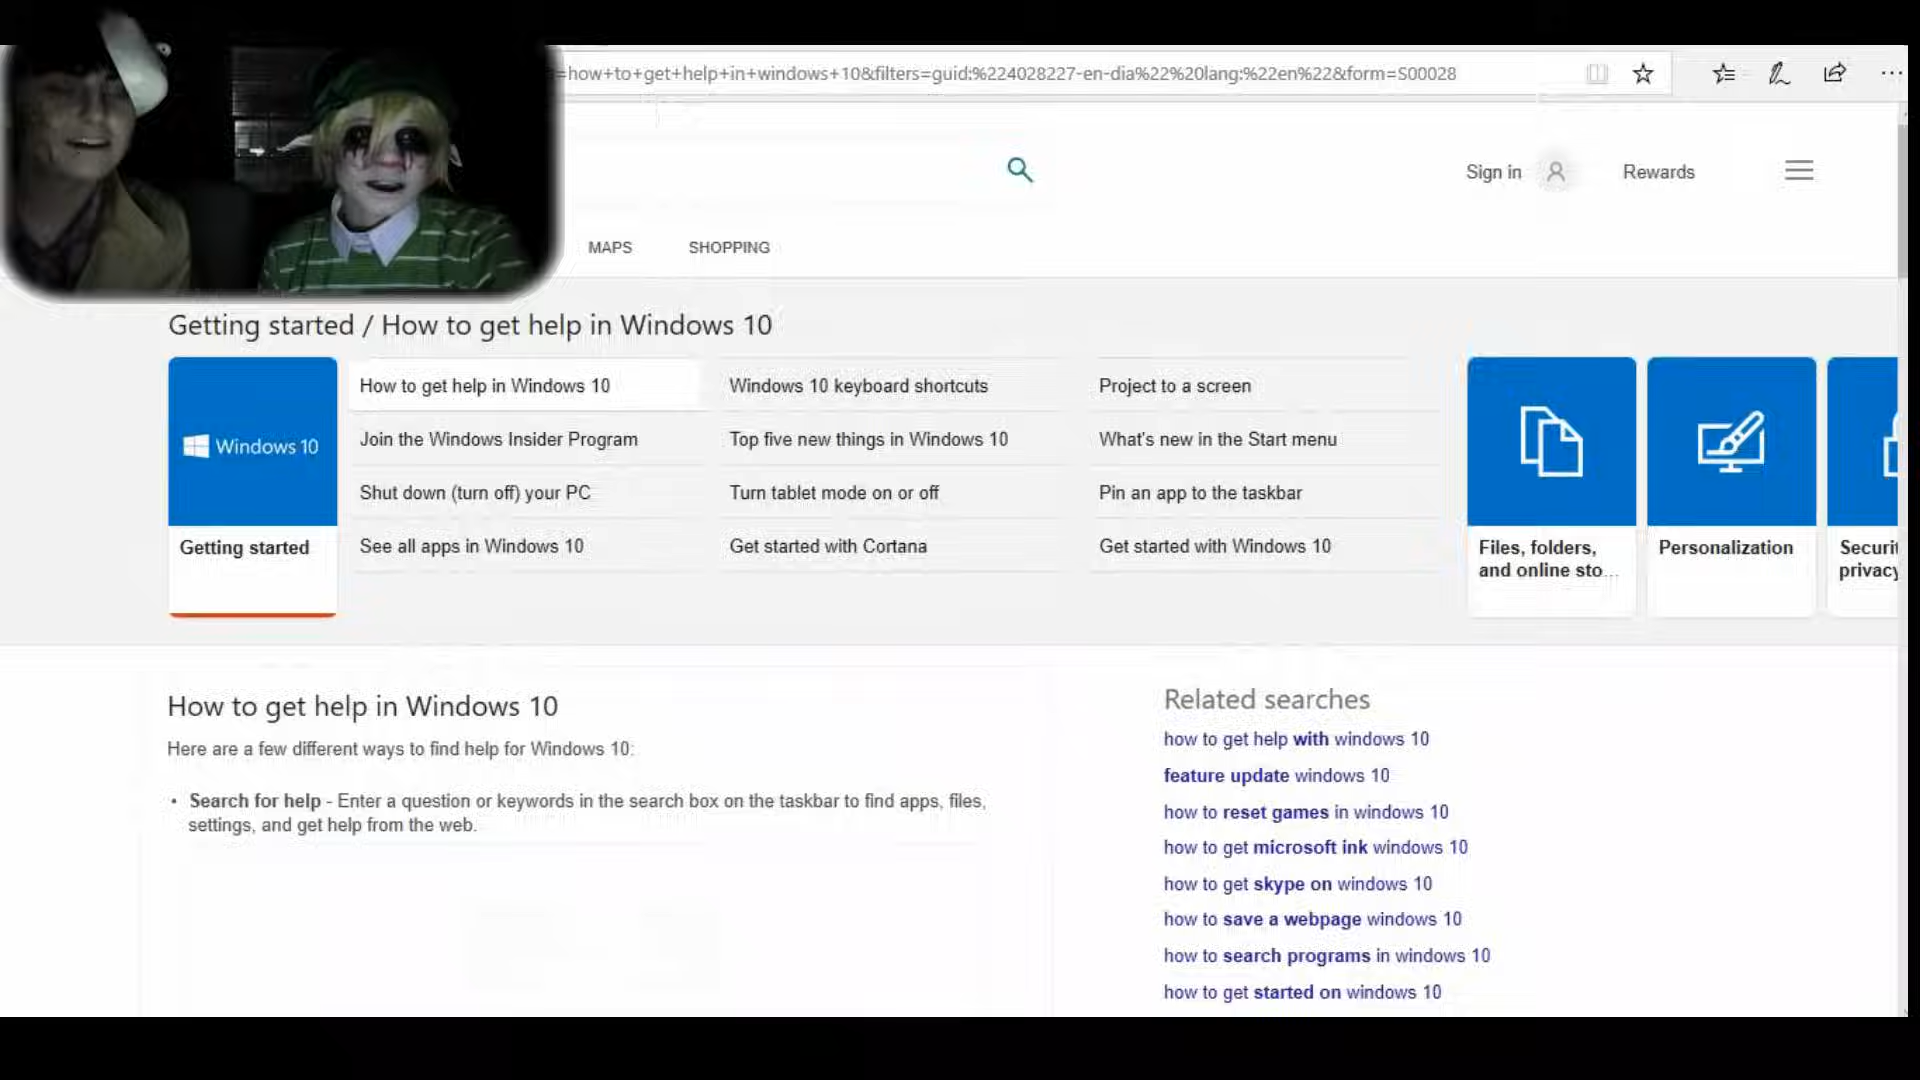 =how+to+get+help+in+windows+10&filters=guid:%224028227-en-dia%22%20lang:%22en%22&form=S00028
Sign in
Rewards
MAPS
SHOPPING
Getting started / How to get help in Windows 10
Windows 10
Getting started
How to get help in Windows 10
Join the Windows Insider Program
Shut down (turn off) your PC
See all apps in Windows 10
Windows 10 keyboard shortcuts
Top five new things in Windows 10
Turn tablet mode on or off
Get started with Cortana
Project to a screen
What's new in the Start menu
Pin an app to the taskbar
Get started with Windows 10
Files, folders,
and online sto...
Personalization
Securit
privacy
How to get help in Windows 10
Here are a few different ways to find help for Windows 10:
• Search for help - Enter a question or keywords in the search box on the taskbar to find apps, files,
settings, and get help from the web.
Related searches
how to get help with windows 10
feature update windows 10
how to reset games in windows 10
how to get microsoft ink windows 10
how to get skype on windows 10
how to save a webpage windows 10
how to search programs in windows 10
how to get started on windows 10